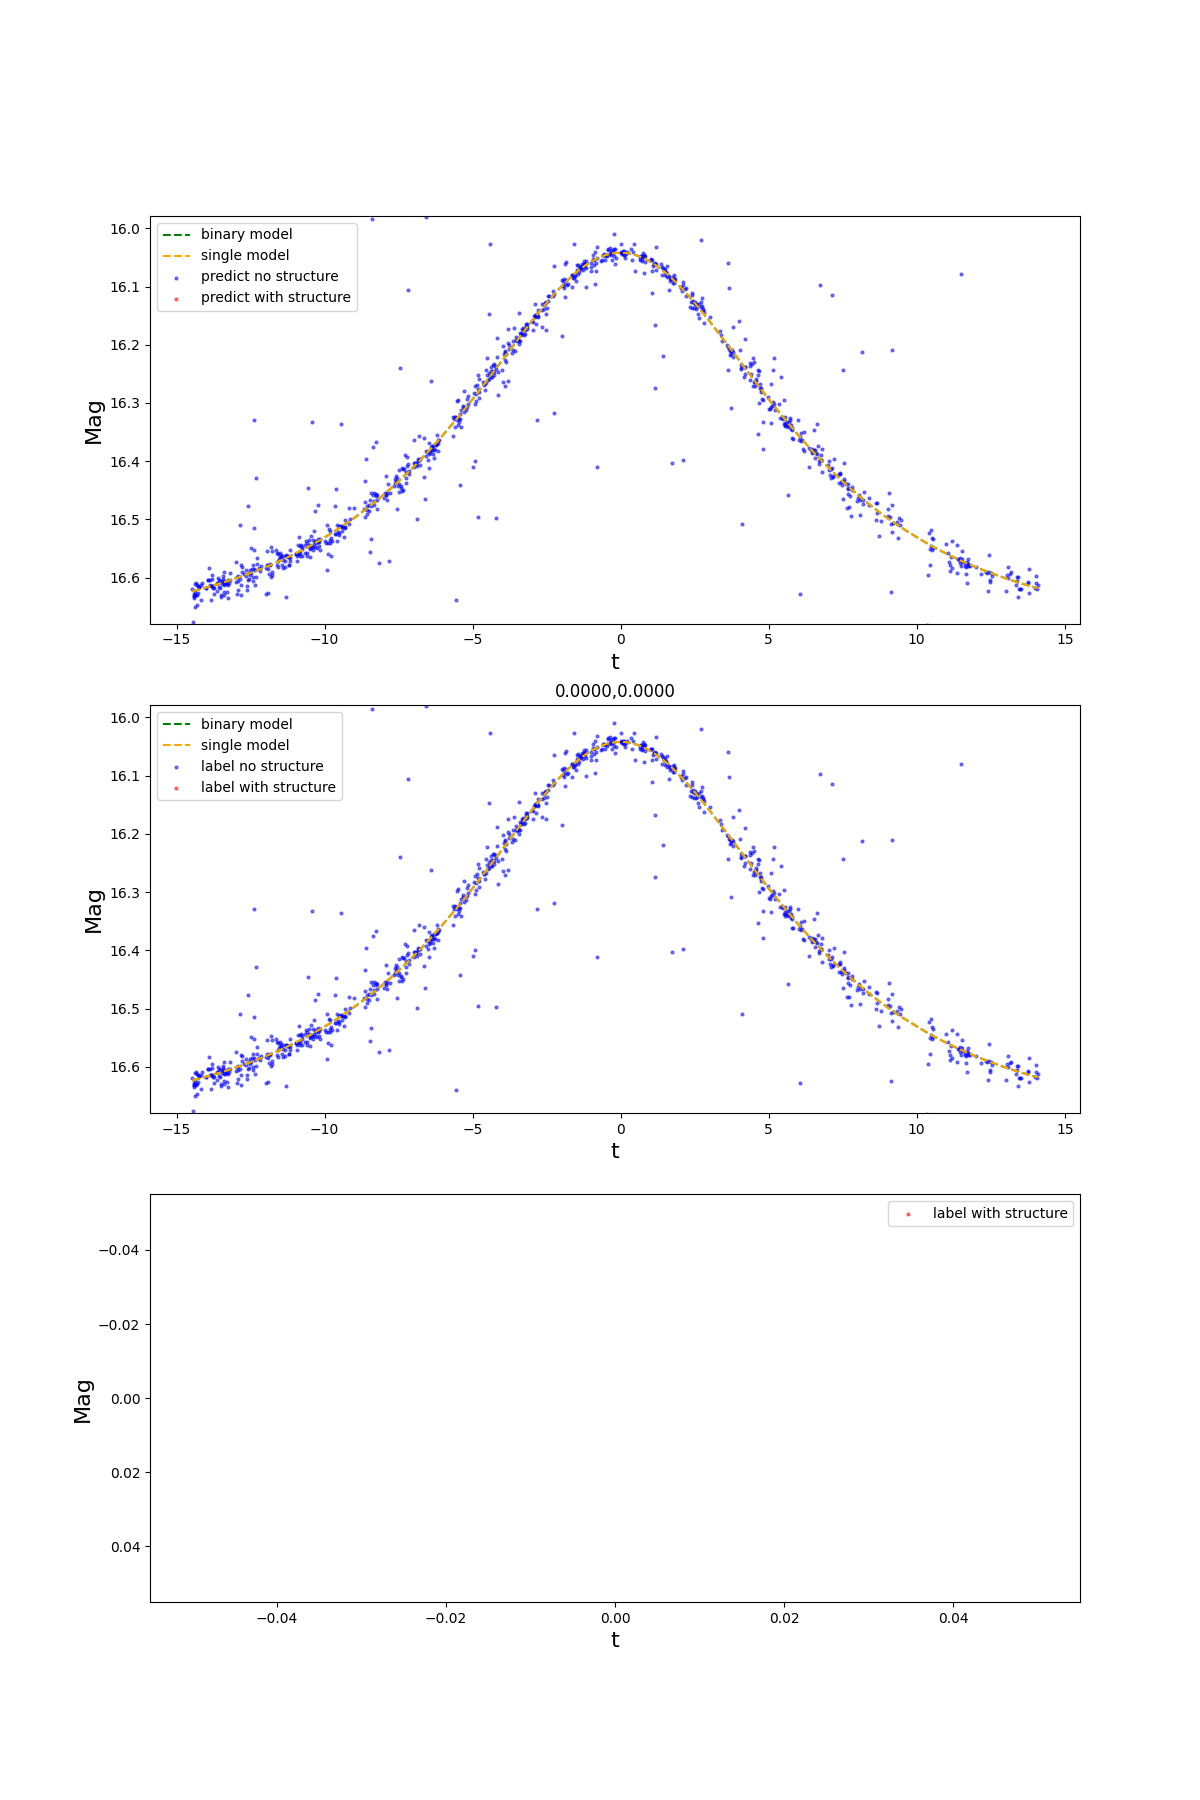 16.0
16.1
16.2
16.3
16.4
16.5
16.6
Mag
binary model
single model
predict no structure
predict with structure
−15 −10 −5 0 5 10 15
t
0.0000,0.0000
16.0
16.1
16.2
16.3
16.4
16.5
16.6
Mag
binary model
single model
label no structure
label with structure
−15 −10 −5 0 5 10 15
t
label with structure
−0.04
−0.02
0.00
0.02
0.04
Mag
−0.04 −0.02 0.00 0.02 0.04
t